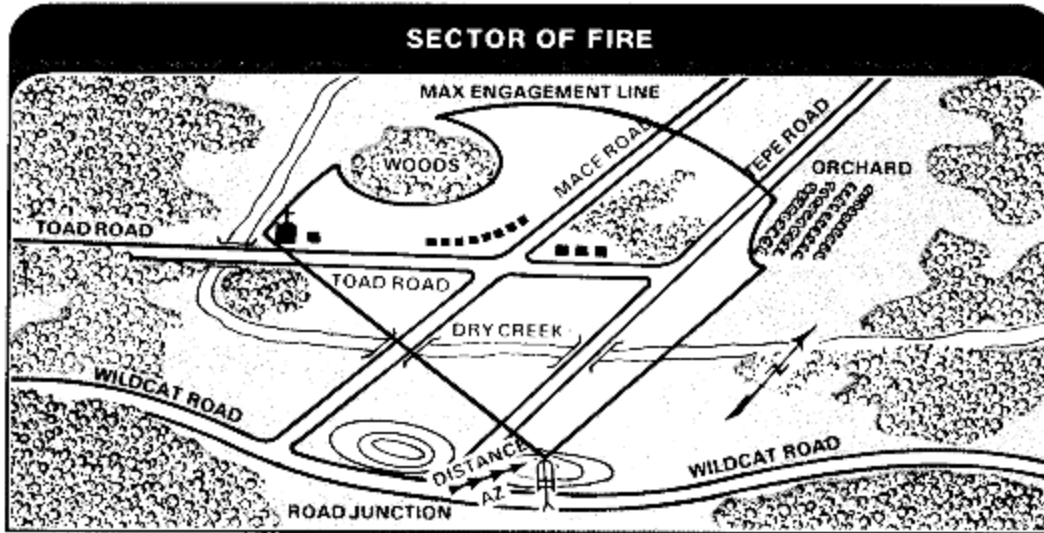 SECTOR OF FIRE
MAX ENGAGEMENT LINE
WOODS
MACE ROAD
TEPE ROAD
ORCHARD
TOAD ROAD
TOAD ROAD
DRY CREEK
N
WILDCAT ROAD
DISTANCE
AZ
WILDCAT ROAD
ROAD JUNCTION